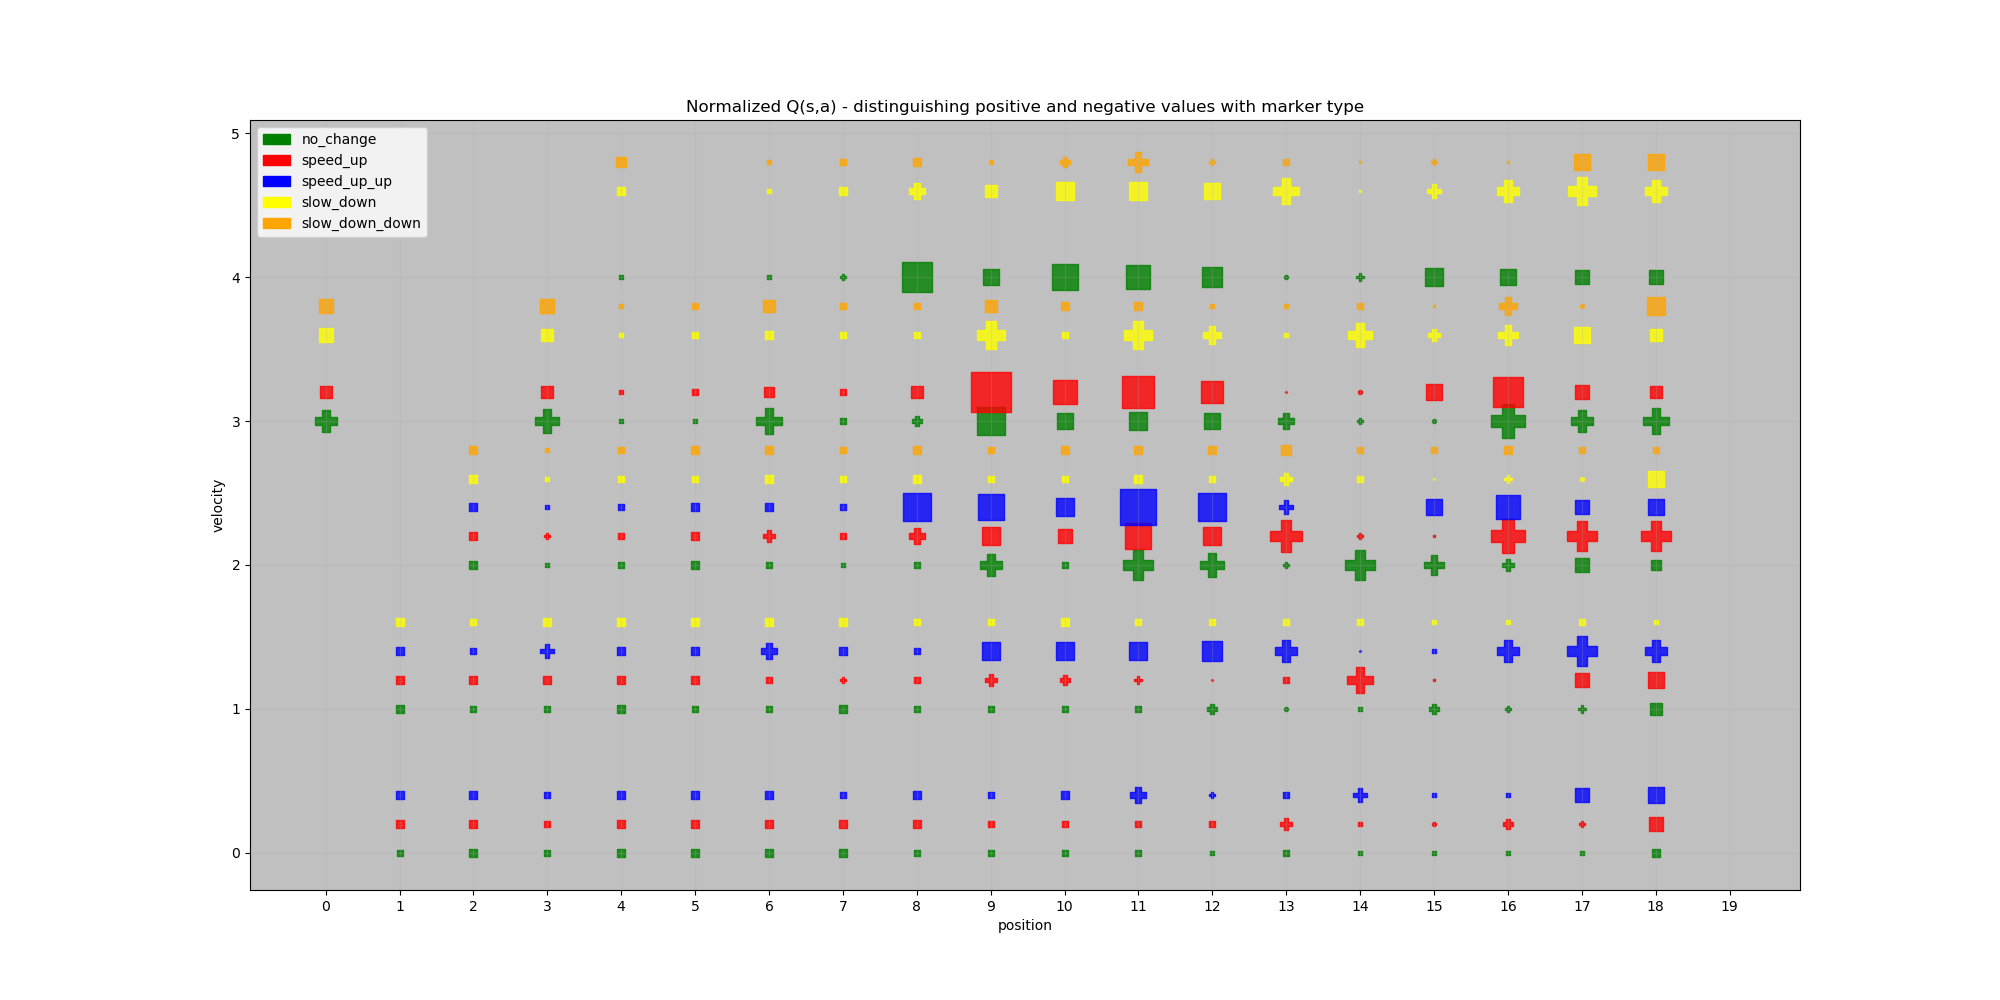 Normalized Q(s,a) - distinguishing positive and negative values with marker type
no_change
speed_up
speed_up_up
slow_down
slow_down_down
5
4
3
2
1
0
velocity
0 1 2 3 4 5 6 7 8 9 10 11 12 13 14 15 16 17 18 19
position